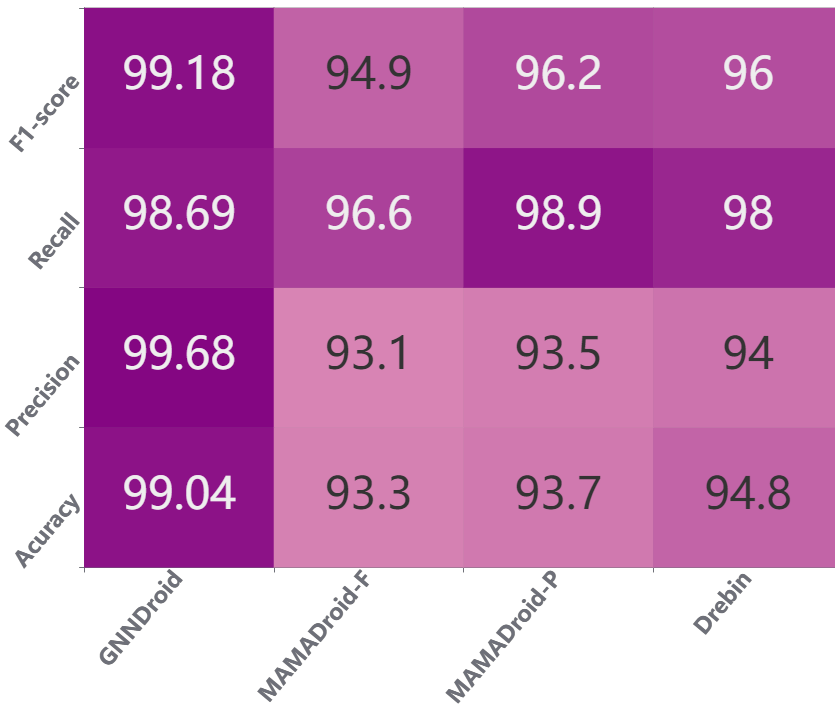 F1-score 99.18 94.9 96.2 96
Recall 98.69 96.6 98.9 98
Precision 99.68 93.1 93.5 94
Acuracy 99.04 93.3 93.7 94.8
GNNDroid MAMADroid-F MAMADroid-P Drebin